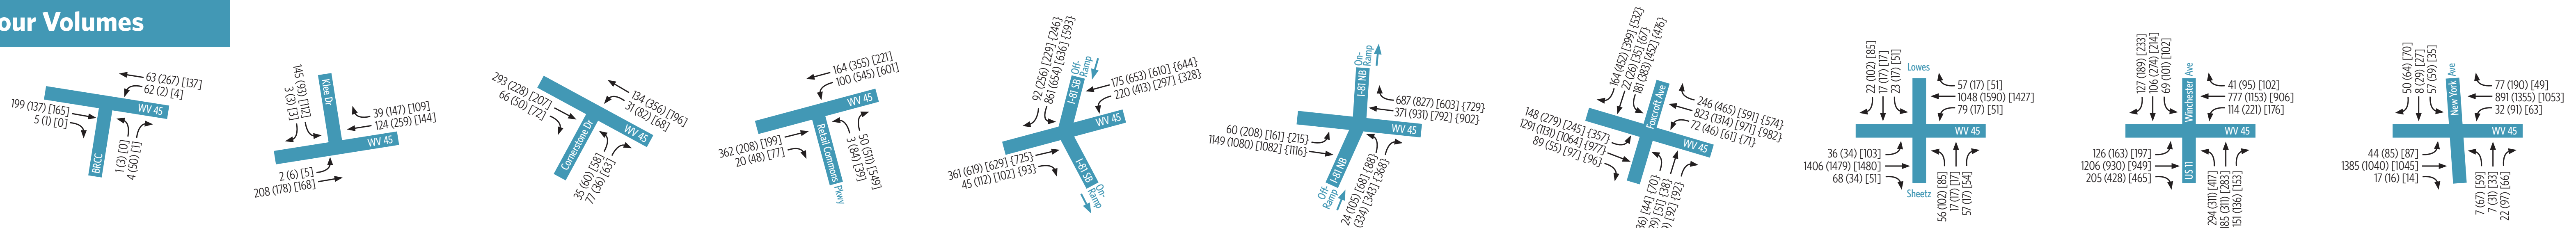 our Volumes
63 (267) [137]
62 (2) [4]
WV 45
199 (137) [165]
5 (1) [0]
BRCC
1 (3) [0]
4 (50) [1]
145 (93) [112]
3 (3) [3]
Klee Dr
39 (147) [109]
124 (259) [144]
WV 45
2 (6) [5]
208 (178) [168]
293 (228) [207]
66 (50) [72]
134 (356) [196]
31 (82) [68]
WV 45
Cornerstone Dr
35 (60) [58]
77 (36) [63]
164 (355) [221]
100 (545) [601]
WV 45
362 (208) [199]
20 (48) [77]
Retail Commons Pkwy
3 (84) [39]
50 (511) [549]
92 (256) [229] {246}
861 (654) [636] {593}
I-81 SB Off-Ramp
175 (653) [610] {644}
220 (413) [297] {328}
WV 45
361 (619) [629] {725}
45 (112) [102] {93}
I-81 SB On-Ramp
I-81 NB On-Ramp
687 (827) [603] {729}
371 (931) [792] {902}
WV 45
60 (208) [161] {215}
1149 (1080) [1082] {1116}
I-81 NB Off-Ramp
24 (105) [68] {88}
(334) [343] {368}
164 (452) [399] {532}
22 (26) [35] {67}
181 (383) [452] {476}
Foxcroft Ave
246 (465) [591] {574}
823 (1314) [971] {982}
72 (46) [61] {71}
WV 45
148 (279) [245] {357}
1291 (1131) [1064] {977}
89 (55) [97] {96}
[44] {70}
[51] {38}
[92] {92}
22 (102) [85]
17 (17) [17]
23 (17) [51]
Lowes
57 (17) [51]
1048 (1590) [1427]
79 (17) [51]
WV 45
36 (34) [103]
1406 (1479) [1480]
68 (34) [51]
Sheetz
56 (102) [85]
17 (17) [17]
57 (17) [54]
127 (189) [233]
106 (274) [214]
69 (100) [102]
Winchester Ave
41 (95) [102]
777 (1153) [906]
114 (221) [176]
WV 45
126 (163) [197]
1206 (930) [949]
205 (428) [465]
US 11
294 (311) [417]
185 (311) [283]
151 (136) [153]
50 (64) [70]
8 (29) [27]
57 (59) [35]
New York Ave
77 (190) [49]
891 (1355) [1053]
32 (91) [63]
WV 45
44 (85) [87]
1385 (1040) [1045]
17 (16) [14]
7 (67) [59]
7 (31) [33]
22 (97) [66]